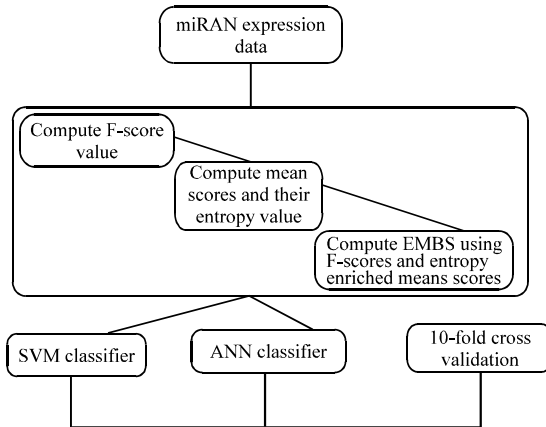 miRAN expression
data
Compute F-score
value
Compute mean
scores and their
entropy value
Compute EMBS using
F-scores and entropy
enriched means scores
SVM classifier
ANN classifier
10-fold cross
validation